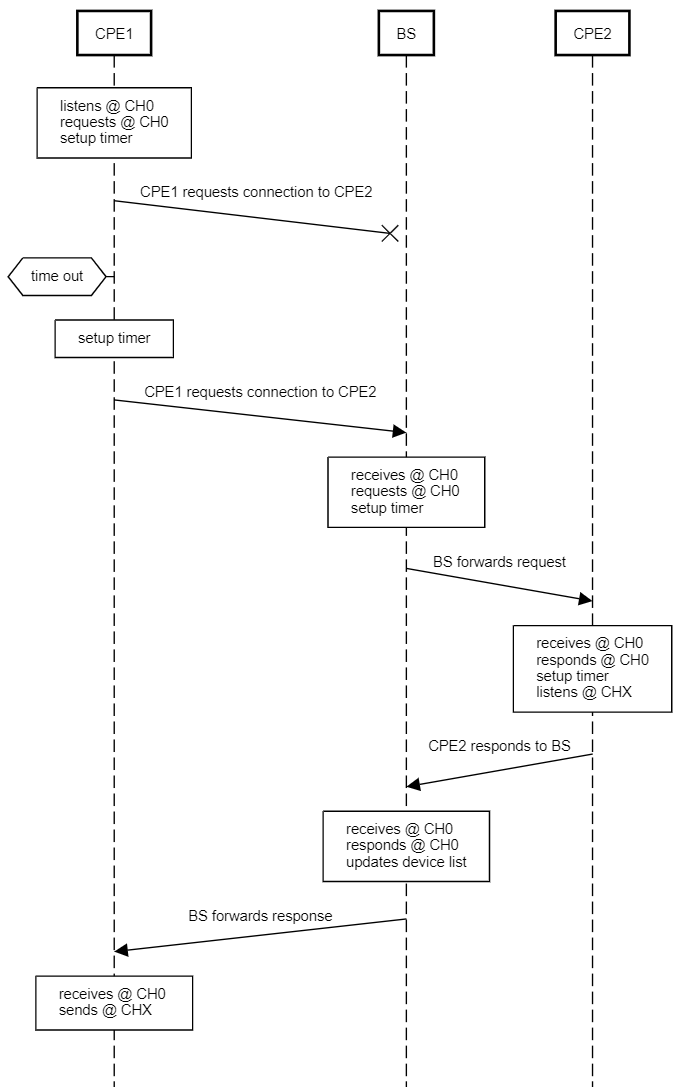 CPE1
BS
CPE2
listens @ CH0
requests @ CH0
setup timer
CPE1 requests connection to CPE2
time out
setup timer
CPE1 requests connection to CPE2
receives @ CH0
requests @ CH0
setup timer
BS forwards request
receives @ CH0
responds @ CH0
setup timer
listens @ CHX
CPE2 responds to BS
receives @ CH0
responds @ CH0
updates device list
BS forwards response
receives @ CH0
sends @ CHX